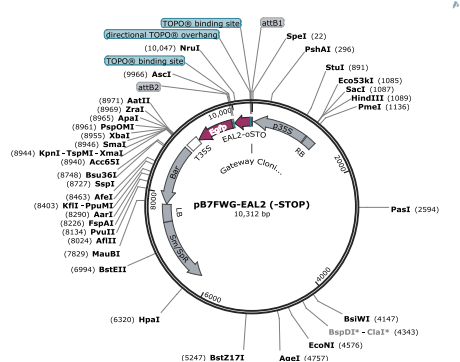 TOPO® binding site
attB1
directional TOPO® overhang
SpeI (22)
(10,047) NruI
PshAI (296)
TOPO® binding site
(9966) AscI
StuI (891)
attB2
Eco53kI (1085)
SacI (1087)
HindIII (1089)
PmeI (1136)
(8971) AatII
(8969) ZraI
(8965) ApaI
(8961) PspOMI
(8955) XbaI
(8946) SmaI
(8944) KpnI - TspMI - XmaI
(8940) Acc65I
(8748) Bsu36I
(8727) SspI
(8463) AfeI
(8403) KflI - PpuMI
(8290) AarI
(8226) FspAI
(8134) PvuII
(8024) AflII
(7829) MauBI
(6994) BstEII
(6320) HpaI
(5247) BstZ17I
AgeI (4757)
EcoNI (4576)
BspDI* - ClaI* (4343)
BsiWI (4147)
PasI (2594)
10,000
2000
4000
6000
8000
Egfp
EAL2-oSTO
p35S
RB
T35S
Bar
LB
Sm/SpR
Gateway Cloni...
pB7FWG-EAL2 (-STOP)
10,312 bp